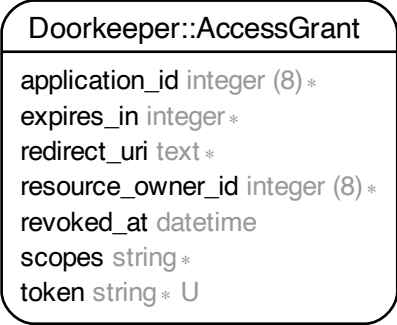 Doorkeeper::AccessGrant
application_id integer (8) ∗
expires_in integer ∗
redirect_uri text ∗
resource_owner_id integer (8) ∗
revoked_at datetime
scopes string ∗
token string ∗ U